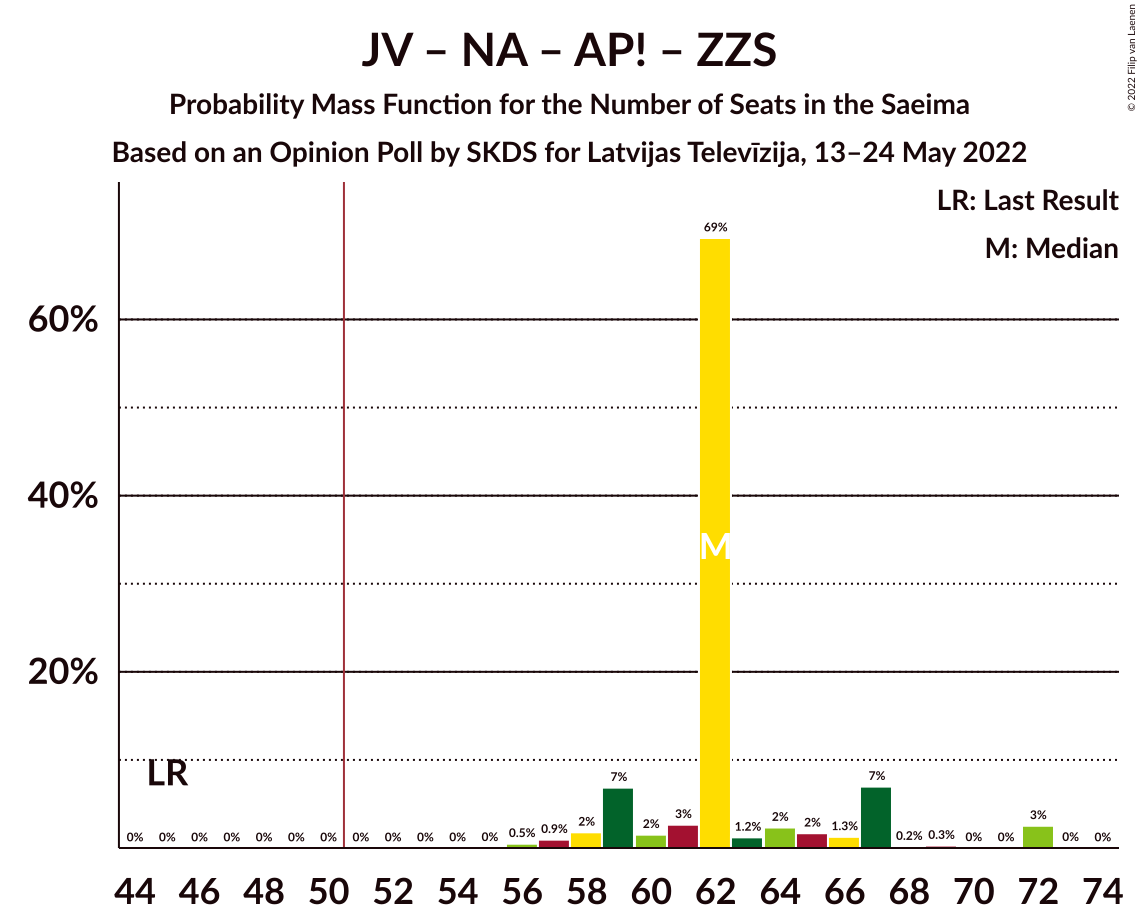 JV – NA – AP! – ZZS
Probability Mass Function for the Number of Seats in the Saeima
Based on an Opinion Poll by SKDS for Latvijas Televīzija, 13–24 May 2022
© 2022 Filip van Laenen
LR: Last Result
M: Median
60%
40%
20%
LR
M
0% 0% 0% 0% 0% 0% 0% 0% 0% 0% 0% 0% 0.5% 0.9% 2% 7% 2% 3% 69% 1.2% 2% 2% 1.3% 7% 0.2% 0.3% 0% 0% 3% 0% 0%
44 46 48 50 52 54 56 58 60 62 64 66 68 70 72 74